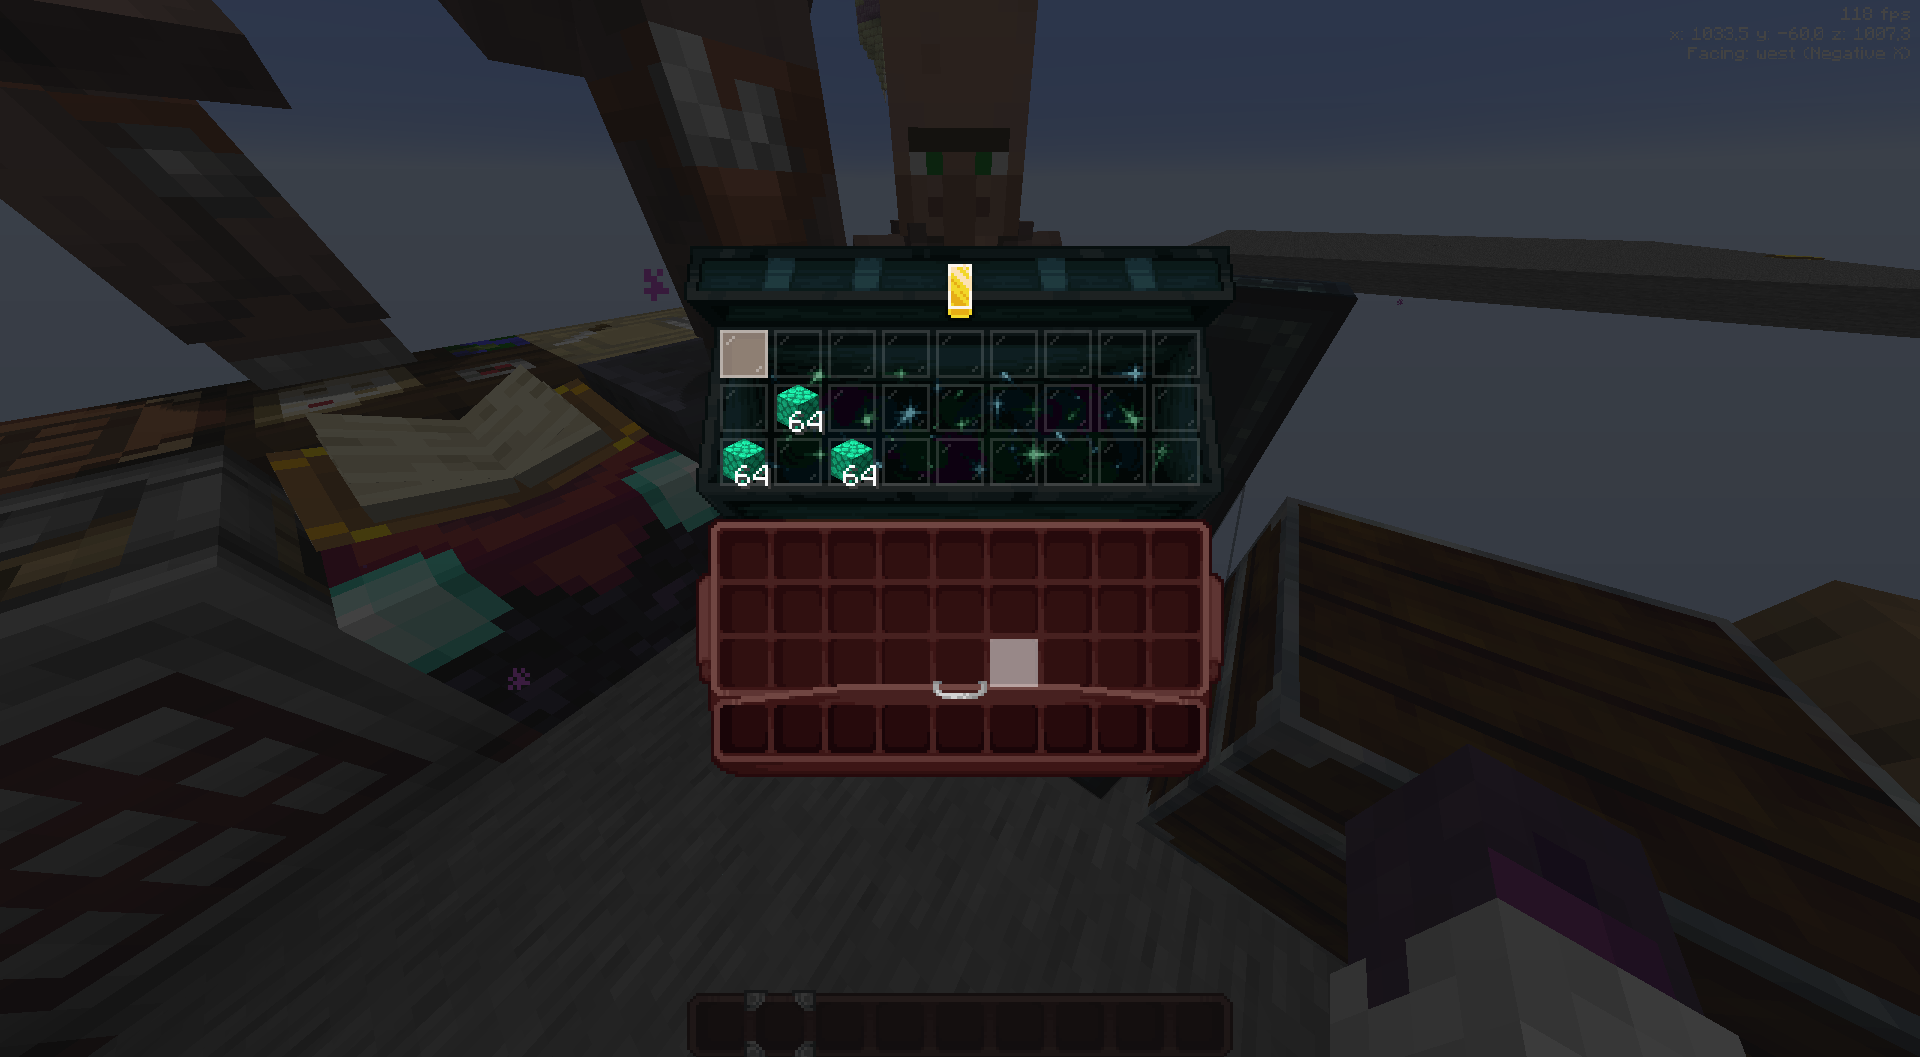 118 fps
x: 1033.5 y: -60.0 z: 1007.3
Facing: west (Negative X)
64
64
64